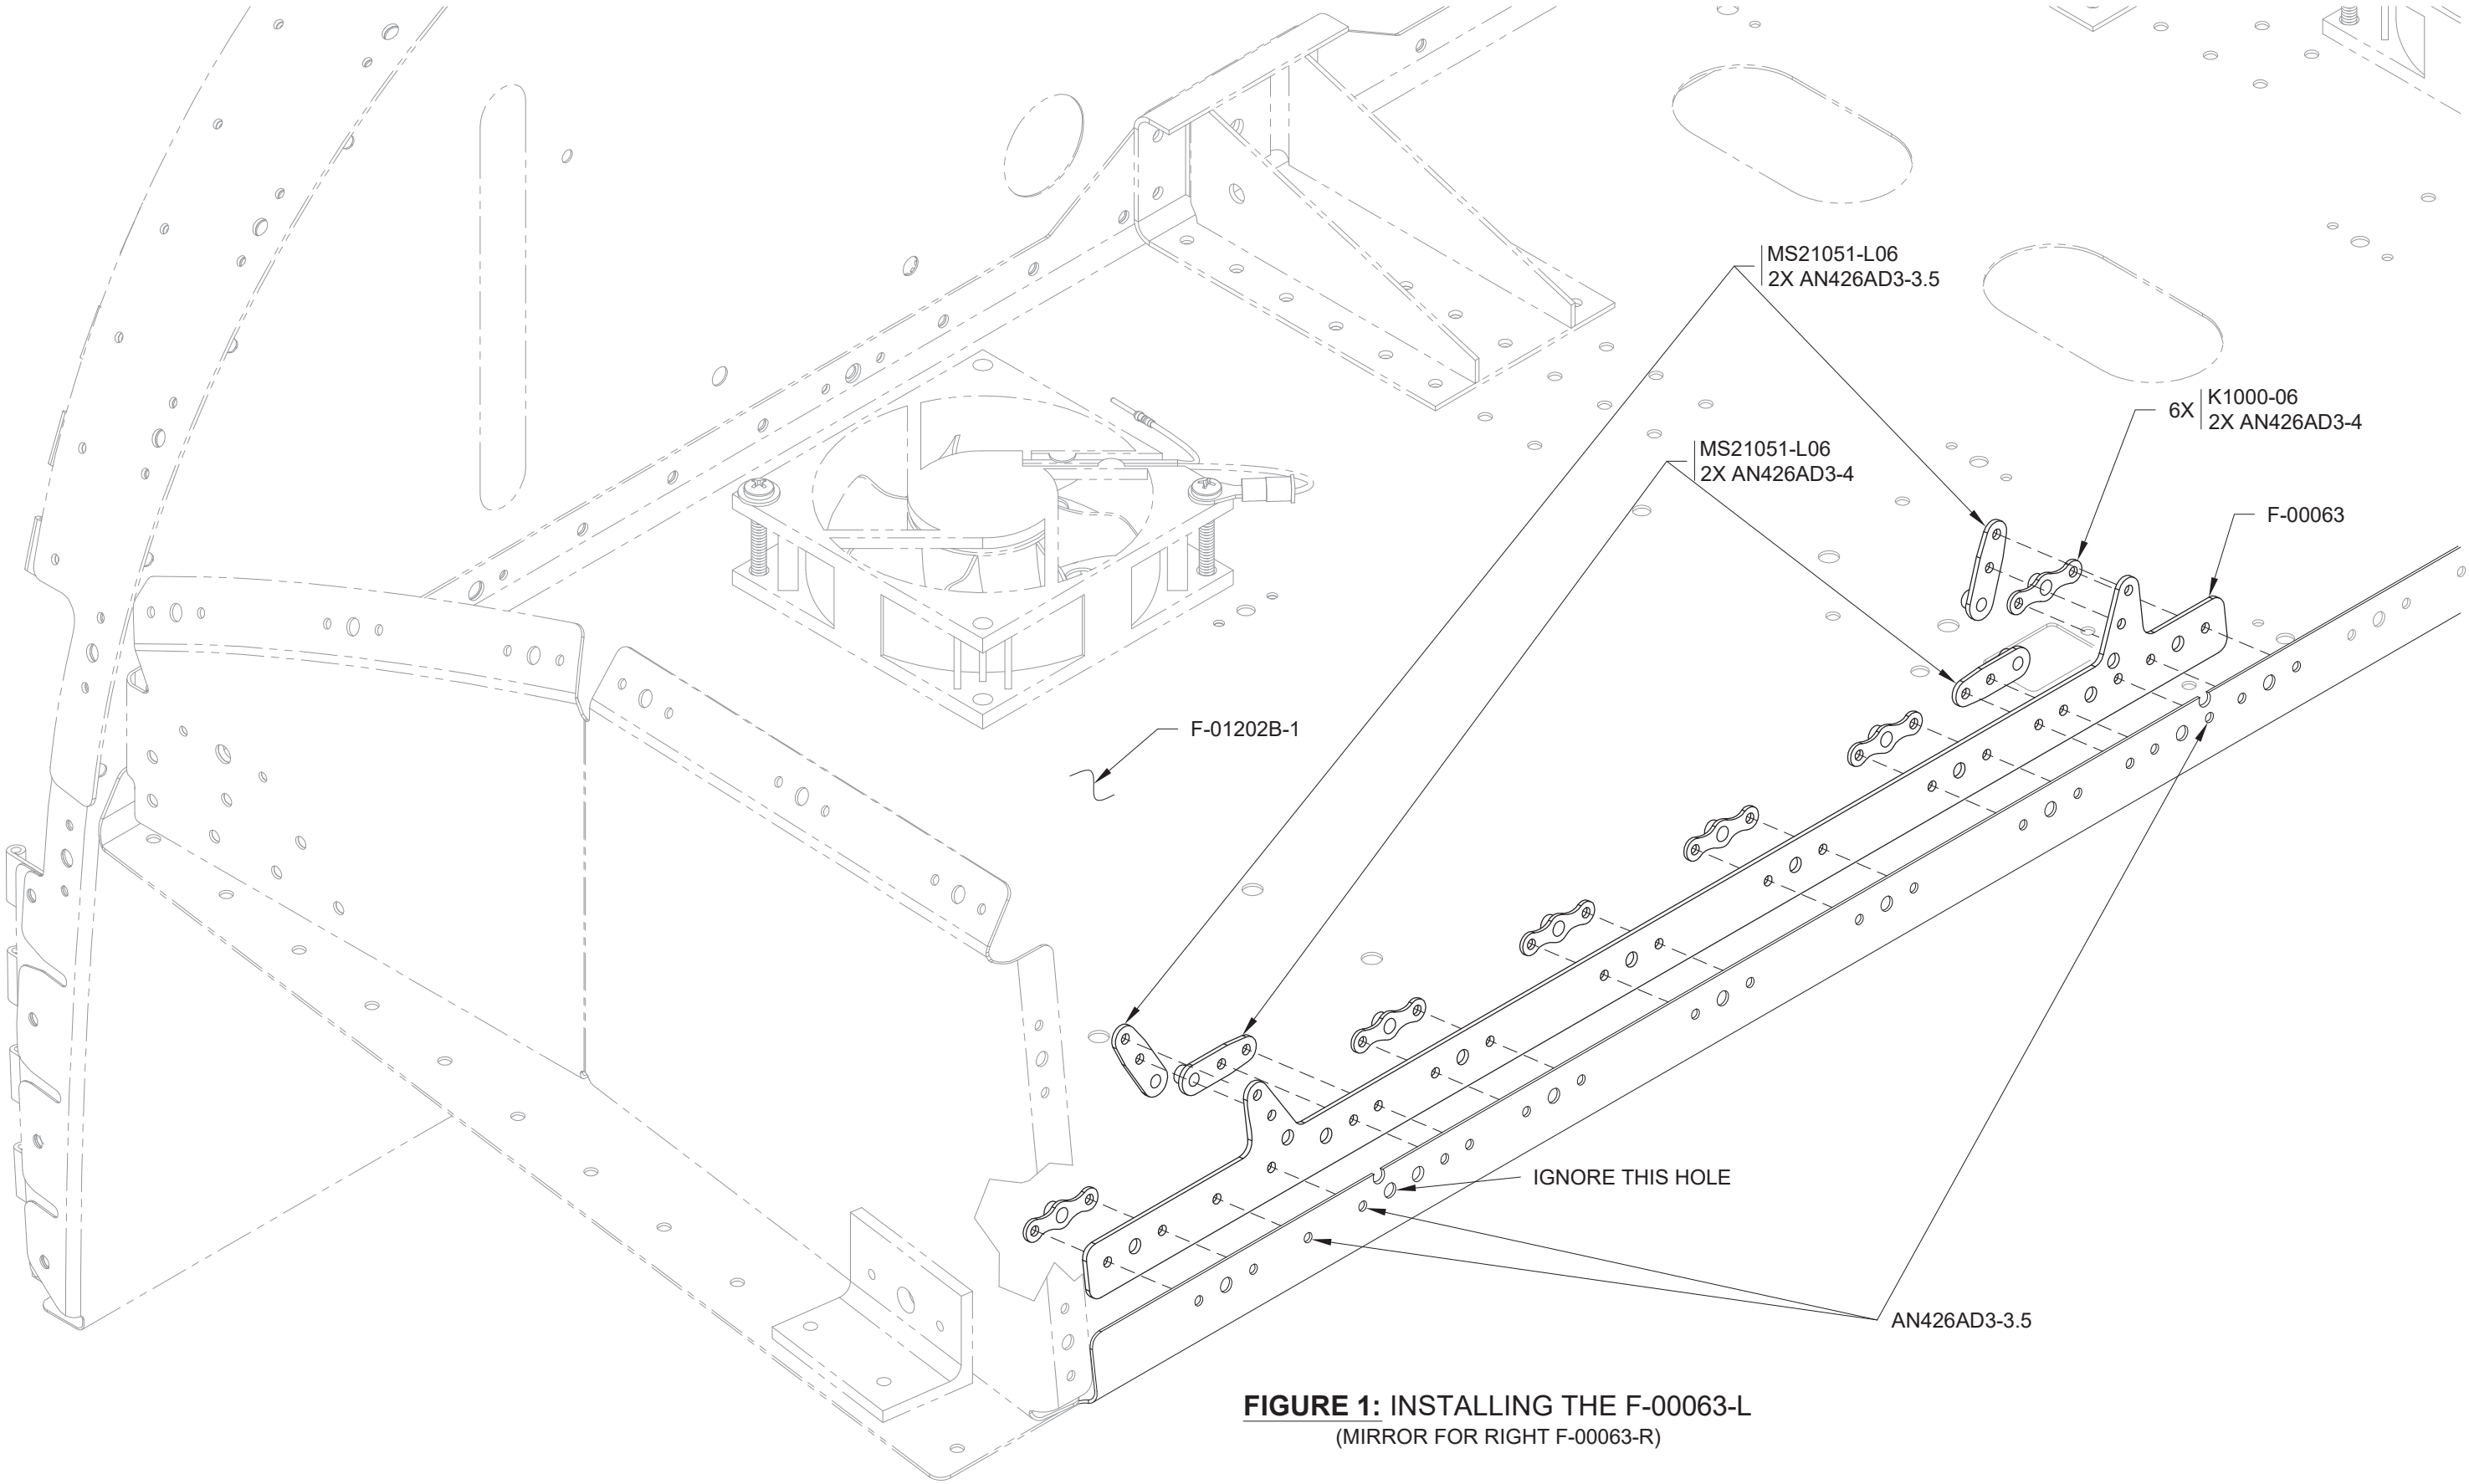 MS21051-L06
2X AN426AD3-3.5
6X
K1000-06
2X AN426AD3-4
MS21051-L06
2X AN426AD3-4
F-00063
F-01202B-1
IGNORE THIS HOLE
AN426AD3-3.5
FIGURE 1: INSTALLING THE F-00063-L
(MIRROR FOR RIGHT F-00063-R)